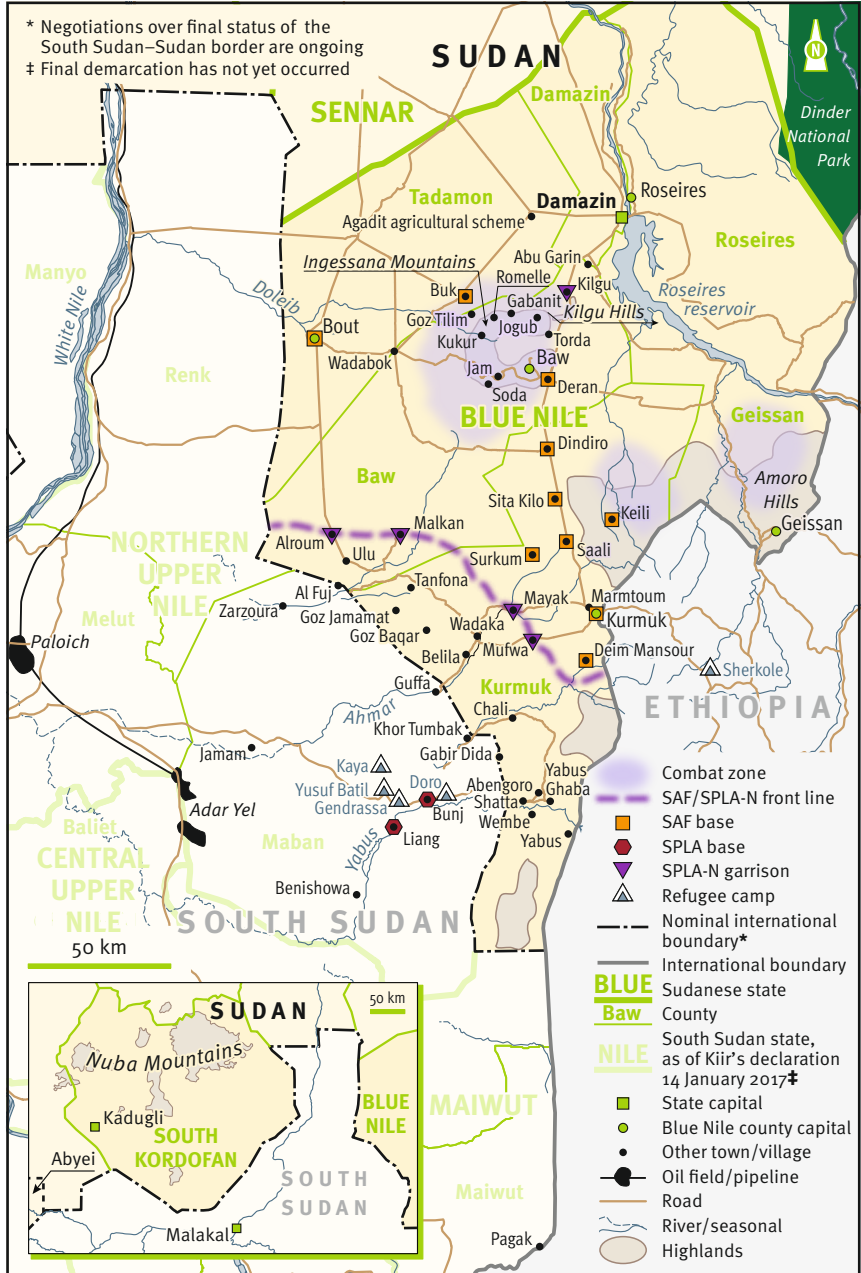 * Negotiations over final status of the
South Sudan–Sudan border are ongoing
‡ Final demarcation has not yet occurred
SUDAN
N
Dinder
National
Park
SENNAR
Damazin
Tadamon
Damazin
Roseires
Agadit agricultural scheme
Roseires
Manyo
White Nile
Doleib
Ingessana Mountains
Abu Garin
Romelle
Kilgu
Buk
Gabanit
Kilgu Hills
Roseires
reservoir
Goz Tilim
Jogub
Bout
Kukur
Torda
Wadabok
Baw
Renk
Jam
Deran
Soda
BLUE NILE
Geissan
Dindiro
Baw
Amoro
Hills
Sita Kilo
Keili
Geissan
Malkan
Alroum
NORTHERN
UPPER
NILE
Ulu
Surkum
Saali
Al Fuj
Tanfona
Melut
Zarzoura
Goz Jamamat
Mayak
Marmtoum
Kurmuk
Goz Baqar
Wadaka
Mufwa
Paloich
Belila
Deim Mansour
Sherkole
Guffa
Kurmuk
ETHIOPIA
Ahmar
Chali
Khor Tumbak
Jamam
Gabir Dida
Kaya
Doro
Yusuf Batil
Gendrassa
Abengoro
Yabus
Ghaba
Shatta
Adar Yel
Bunj
Wembe
Baliet
Maban
Liang
Yabus
Yabus
CENTRAL
UPPER
NILE
Benishowa
SOUTH SUDAN
50 km
Combat zone
SAF/SPLA-N front line
SAF base
SPLA base
SPLA-N garrison
Refugee camp
Nominal international
boundary*
International boundary
BLUE
Sudanese state
Baw
County
NILE
South Sudan state,
as of Kiir’s declaration
14 January 2017‡
State capital
Blue Nile county capital
Other town/village
Oil field/pipeline
Road
River/seasonal
Highlands
SUDAN
50 km
Nuba Mountains
Kadugli
SOUTH
KORDOFAN
BLUE
NILE
Abyei
SOUTH
SUDAN
Malakal
MAIWUT
Maiwut
Pagak